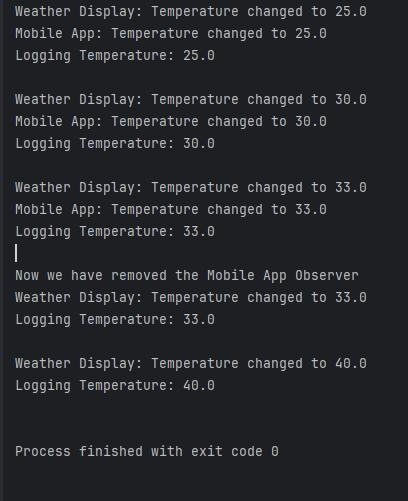 Weather Display: Temperature changed to 25.0
Mobile App: Temperature changed to 25.0
Logging Temperature: 25.0
Weather Display: Temperature changed to 30.0
Mobile App: Temperature changed to 30.0
Logging Temperature: 30.0
Weather Display: Temperature changed to 33.0
Mobile App: Temperature changed to 33.0
Logging Temperature: 33.0
Now we have removed the Mobile App Observer
Weather Display: Temperature changed to 33.0
Logging Temperature: 33.0
Weather Display: Temperature changed to 40.0
Logging Temperature: 40.0
Process finished with exit code 0